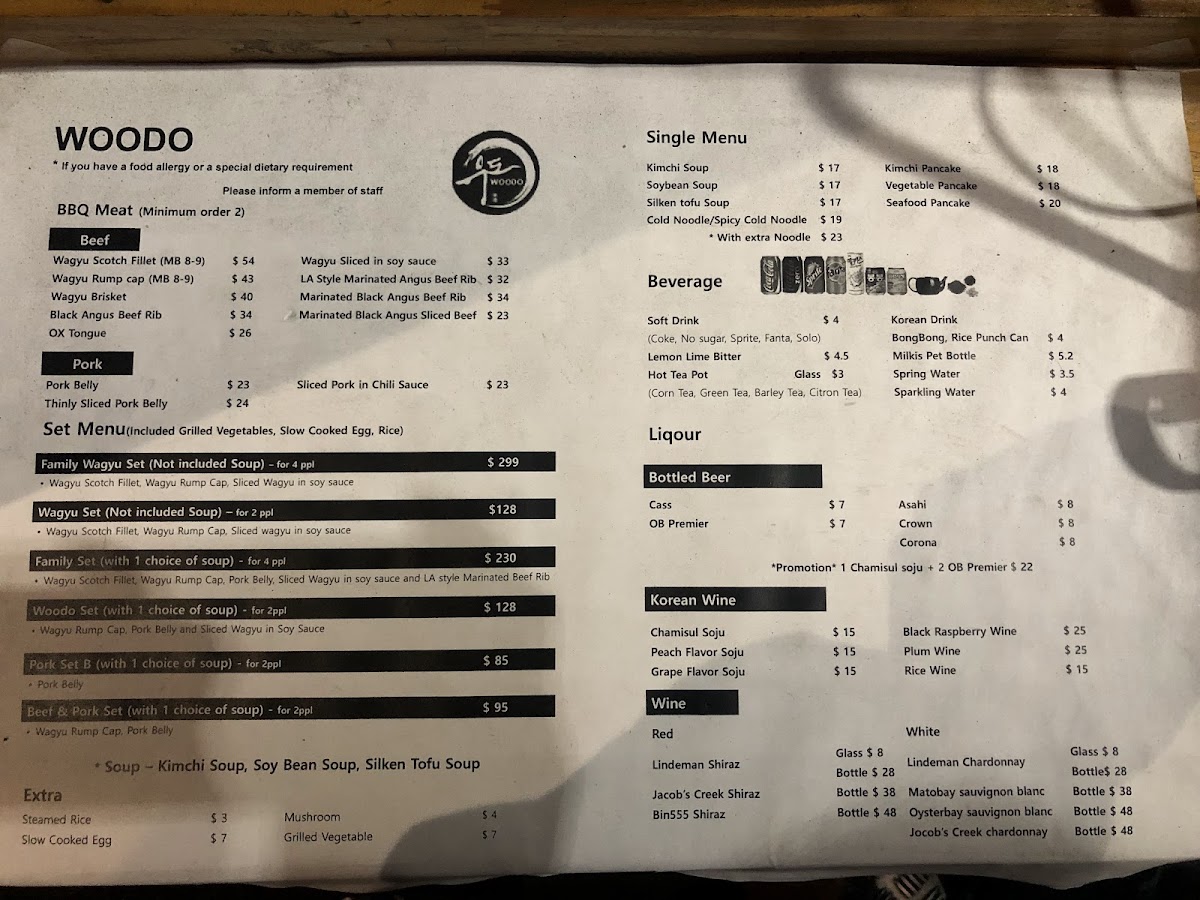 WOODO
* If you have a fodd allergy or a special dietary requirement
Please inform a member of staff
WOODO
BBQ Meat (Minimum order 2)
Beef
Wagyu Scotch Fillet (MB 8-9) $ 54
Wagyu Rump cap (MB 8-9) $ 43
Wagyu Brisket $ 40
Black Angus Beef Rib $ 34
OX Tongue $ 26
Wagyu Sliced in soy sauce $ 33
LA Style Marinated Angus Beef Rib $ 32
Marinated Black Angus Beef Rib $ 34
Marinated Black Angus Sliced Beef $ 23
Pork
Pork Belly $ 23
Thinly Sliced Pork Belly $ 24
Sliced Pork in Chili Sauce $ 23
Set Menu(Included Grilled Vegetables, Slow Cooked Egg, Rice)
Family Wagyu Set (Not included Soup) – for 4 ppl $ 299
• Wagyu Scotch Fillet, Wagyu Rump Cap, Sliced Wagyu in soy sauce
Wagyu Set (Not included Soup) – for 2 ppl $128
• Wagyu Scotch Fillet, Wagyu Rump Cap, Sliced wagyu in soy sauce
Family Set (with 1 choice of soup) - for 4 ppl $ 230
• Wagyu Scotch Fillet, Wagyu Rump Cap, Pork Belly, Sliced Wagyu in soy sauce and LA style Marinated Beef Rib
Woodo Set (with 1 choice of soup) - for 2ppl $ 128
• Wagyu Rump Cap, Pork Belly and Sliced Wagyu in Soy Sauce
Pork Set B (with 1 choice of soup) - for 2ppl $ 85
• Pork Belly
Beef & Pork Set (with 1 choice of soup) - for 2ppl $ 95
• Wagyu Rump Cap, Pork Belly
* Soup – Kimchi Soup, Soy Bean Soup, Silken Tofu Soup
Extra
Steamed Rice $ 3
Slow Cooked Egg $ 7
Mushroom $ 4
Grilled Vegetable $ 7
Single Menu
Kimchi Soup $ 17
Soybean Soup $ 17
Silken tofu Soup $ 17
Cold Noodle/Spicy Cold Noodle $ 19
* With extra Noodle $ 23
Kimchi Pancake $ 18
Vegetable Pancake $ 18
Seafood Pancake $ 20
Beverage
Soft Drink $ 4
(Coke, No sugar, Sprite, Fanta, Solo)
Lemon Lime Bitter $ 4.5
Hot Tea Pot Glass $3
(Corn Tea, Green Tea, Barley Tea, Citron Tea)
Korean Drink
BongBong, Rice Punch Can $ 4
Milkis Pet Bottle $ 5.2
Spring Water $ 3.5
Sparkling Water $ 4
Liqour
Bottled Beer
Cass $ 7
OB Premier $ 7
Asahi $ 8
Crown $ 8
Corona $ 8
*Promotion* 1 Chamisul soju + 2 OB Premier $ 22
Korean Wine
Chamisul Soju $ 15
Peach Flavor Soju $ 15
Grape Flavor Soju $ 15
Black Raspberry Wine $ 25
Plum Wine $ 25
Rice Wine $ 15
Wine
Red
Lindeman Shiraz Glass $ 8
Bottle $ 28
Jacob's Creek Shiraz Bottle $ 38
Bin555 Shiraz Bottle $ 48
White
Lindeman Chardonnay Glass $ 8
Bottle$ 28
Matobay sauvignon blanc Bottle $ 38
Oysterbay sauvignon blanc Bottle $ 48
Jocob's Creek chardonnay Bottle $ 48